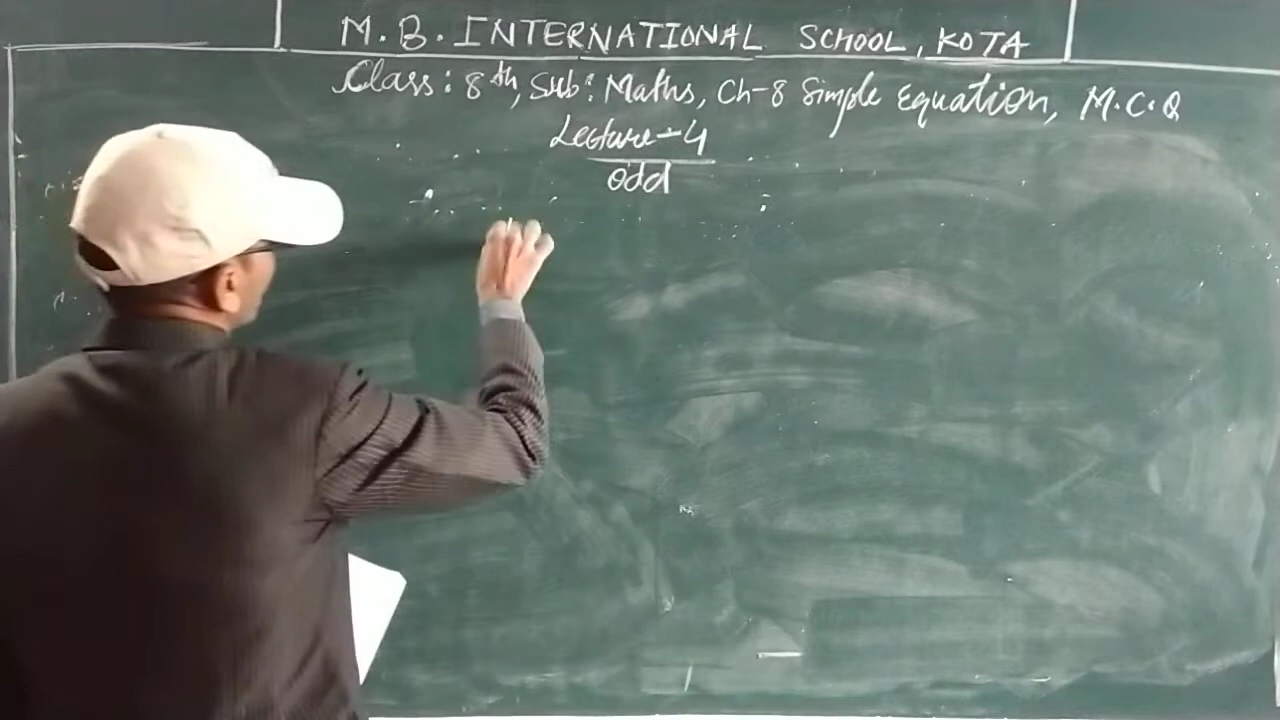 M.B. INTERNATIONAL SCHOOL, KOTA
Class: 8th, Sub: Maths, Ch-8 Simple Equation, M.C.Q
Lecture-4
odd